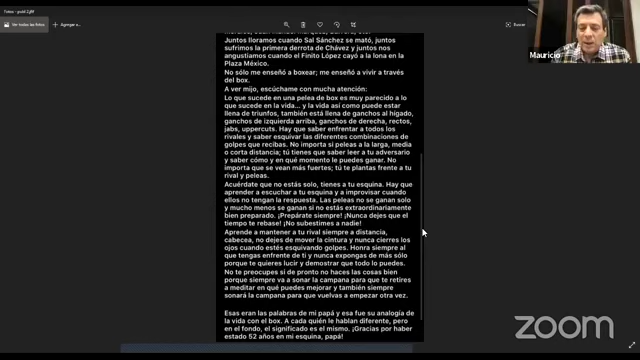 Fotos - publ 2.gif
Ver todas las fotos
Agregar a
Buscar
Mauricio
Juntos lloramos cuando Sal Sánchez se mató, juntos
sufrimos la primera derrota de Chávez y juntos nos
angustiamos cuando el Finito López cayó a la lona en la
Plaza México.
No sólo me enseñó a boxear; me enseñó a vivir a través
del box.
A ver mijo, escúchame con mucha atención:
Lo que sucede en una pelea de box es muy parecido a lo
que sucede en la vida... y la vida así como puede estar
llena de triunfos, también está llena de ganchos al hígado,
ganchos de izquierda arriba, ganchos de derecha, rectos,
jabs, uppercuts. Hay que saber enfrentar a todos los
rivales y saber esquivar las diferentes combinaciones de
golpes que recibas. No importa si peleas a la larga, media
o corta distancia; tú tienes que saber leer a tu adversario
y saber cómo y en qué momento le puedes ganar. No
importa que se vean más fuertes; tú te plantas frente a tu
rival y peleas.
Acuérdate que no estás solo, tienes a tu esquina. Hay que
aprender a escuchar a tu esquina y a improvisar cuando
ellos no tengan la respuesta. Las peleas no se ganan solo
y mucho menos se ganan si no estás extraordinariamente
bien preparado. ¡Prepárate siempre! ¡Nunca dejes que el
tiempo te rebase! ¡No subestimes a nadie!
Aprende a mantener a tu rival siempre a distancia,
cabecea, no dejes de mover la cintura y nunca cierres los
ojos cuando estés esquivando golpes. Honra siempre al
que tengas enfrente de ti y nunca expongas de más sólo
porque te quieres lucir y demostrar que todo lo puedes.
No te preocupes si de pronto no haces las cosas bien
porque siempre va a sonar la campana para que te retires
a meditar en qué puedes mejorar y también siempre
sonará la campana para que vuelvas a empezar otra vez.
Esas eran las palabras de mi papá y esa fue su analogía de
la vida con el box. A cada quién le hablan diferente, pero
en el fondo, el significado es el mismo. ¡Gracias por haber
estado 52 años en mi esquina, papá!
ZOOM